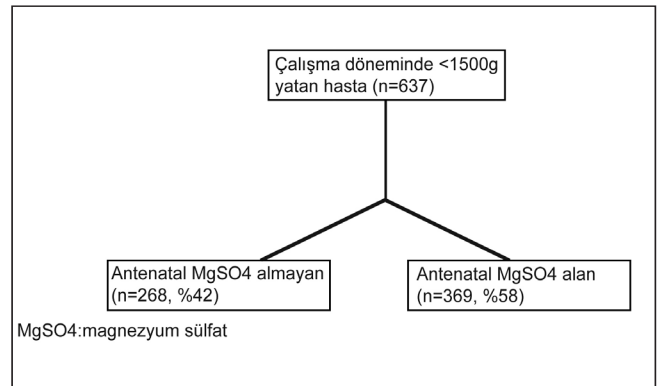 Çalışma döneminde <1500g
yatan hasta (n=637)
Antenatal MgSO4 almayan
(n=268, %42)
Antenatal MgSO4 alan
(n=369, %58)
MgSO4:magnezyum sülfat